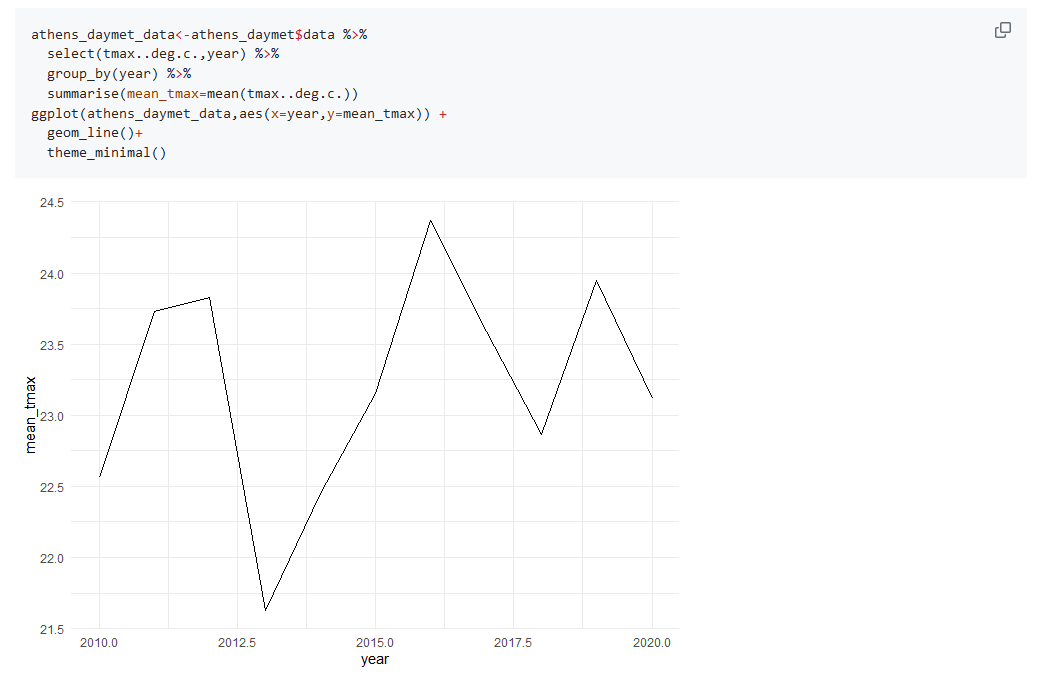 athens_daymet_data<-athens_daymet$data %>%
  select(tmax..deg.c.,year) %>%
  group_by(year) %>%
  summarise(mean_tmax=mean(tmax..deg.c.))
ggplot(athens_daymet_data,aes(x=year,y=mean_tmax)) +
  geom_line()+
  theme_minimal()
24.5
24.0
23.5
23.0
22.5
22.0
21.5
mean_tmax
2010.0 2012.5 2015.0 2017.5 2020.0
year